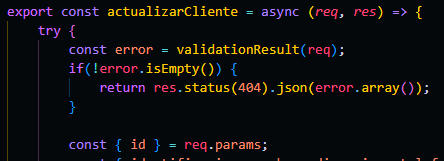 export const actualizarCliente = async (req, res) => {
    try {
        const error = validationResult(req);
        if(!error.isEmpty()) {
            return res.status(404).json(error.array());
        }

        const { id } = req.params;